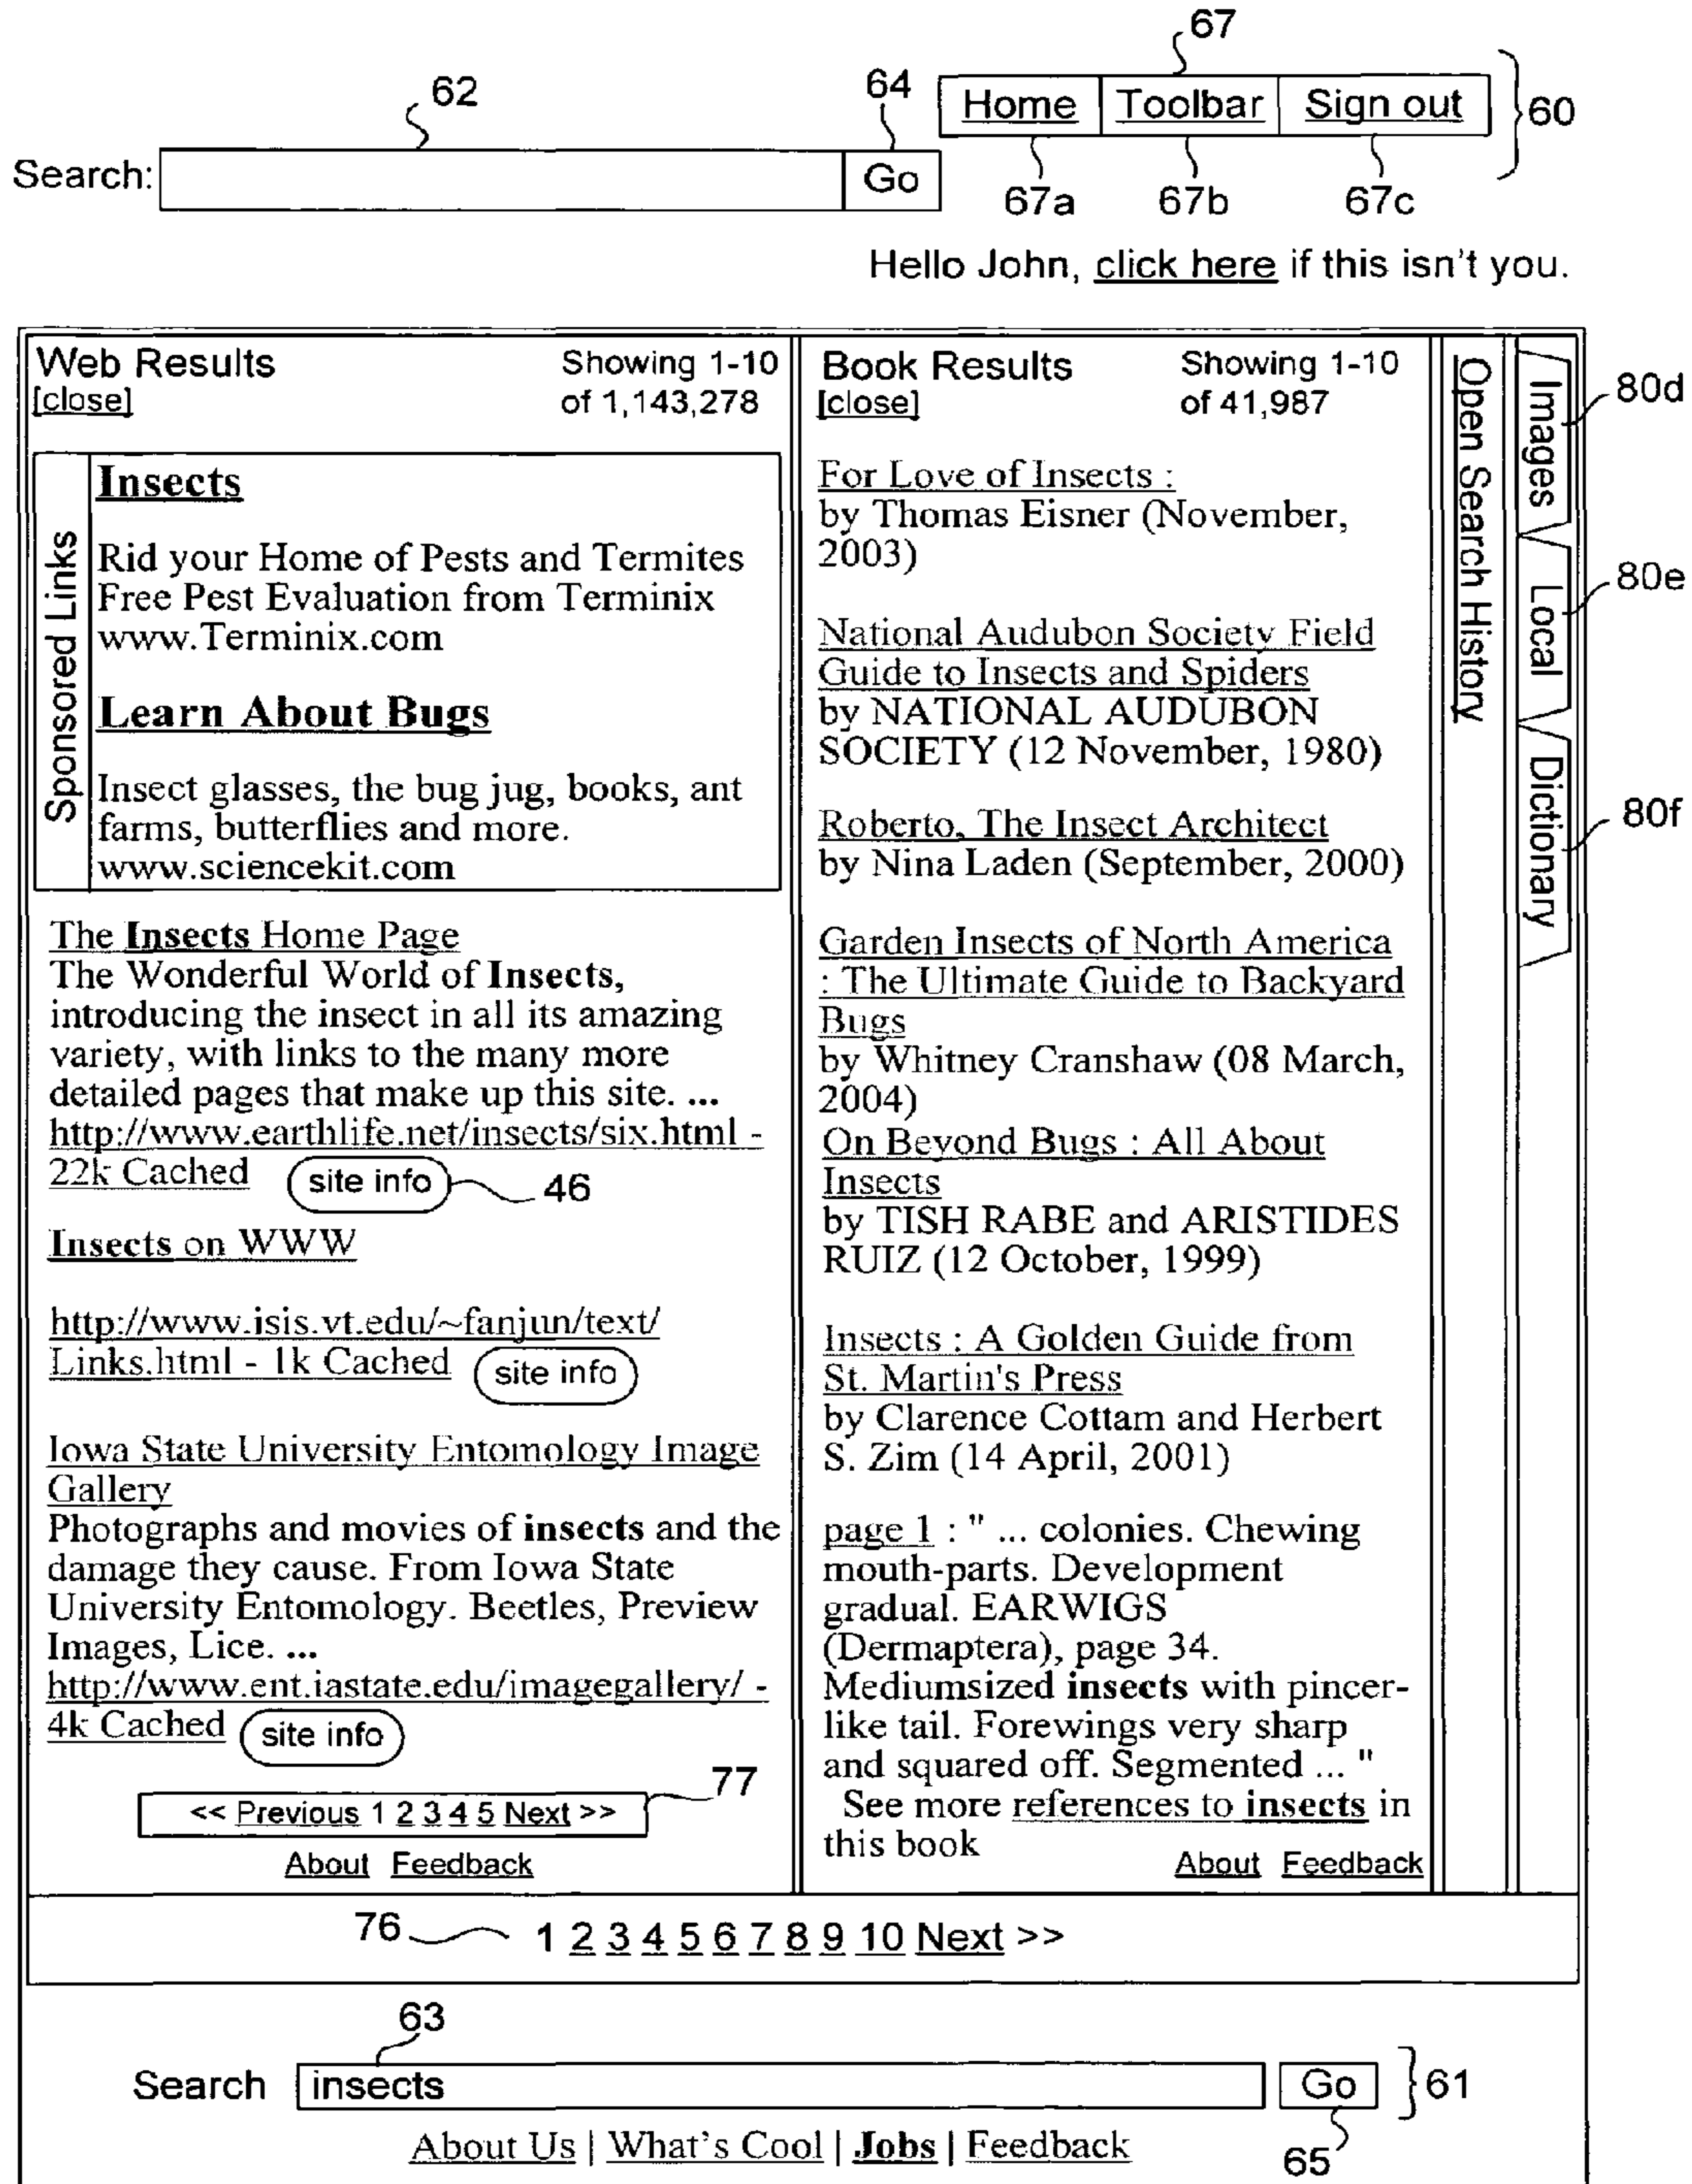 67
62
64
Home Toolbar Sign out
60
Search:
Go
67a 67b 67c
Hello John, click here if this isn't you.
Web Results
Showing 1-10
[close]
of 1,143,278
Sponsored Links
Insects
Rid your Home of Pests and Termites
Free Pest Evaluation from Terminix
www.Terminix.com
Learn About Bugs
Insect glasses, the bug jug, books, ant
farms, butterflies and more.
www.sciencekit.com
The Insects Home Page
The Wonderful World of Insects,
introducing the insect in all its amazing
variety, with links to the many more
detailed pages that make up this site. ...
http://www.earthlife.net/insects/six.html -
22k Cached site info 46
Insects on WWW
http://www.isis.vt.edu/~fanjun/text/
Links.html - 1k Cached site info
Iowa State University Entomology Image
Gallery
Photographs and movies of insects and the
damage they cause. From Iowa State
University Entomology. Beetles, Preview
Images, Lice. ...
http://www.ent.iastate.edu/imagegallery/ -
4k Cached site info
77
<< Previous 1 2 3 4 5 Next >>
About Feedback
Book Results
Showing 1-10
[close]
of 41,987
For Love of Insects :
by Thomas Eisner (November,
2003)
National Audubon Society Field
Guide to Insects and Spiders
by NATIONAL AUDUBON
SOCIETY (12 November, 1980)
Roberto, The Insect Architect
by Nina Laden (September, 2000)
Garden Insects of North America
: The Ultimate Guide to Backyard
Bugs
by Whitney Cranshaw (08 March,
2004)
On Beyond Bugs : All About
Insects
by TISH RABE and ARISTIDES
RUIZ (12 October, 1999)
Insects : A Golden Guide from
St. Martin's Press
by Clarence Cottam and Herbert
S. Zim (14 April, 2001)
page 1 : " ... colonies. Chewing
mouth-parts. Development
gradual. EARWIGS
(Dermaptera), page 34.
Mediumsized insects with pincer-
like tail. Forewings very sharp
and squared off. Segmented ... "
See more references to insects in
this book
About Feedback
Open Search History
Images
80d
Local
80e
Dictionary
80f
76
1 2 3 4 5 6 7 8 9 10 Next >>
63
Search insects Go 61
65
About Us | What's Cool | Jobs | Feedback